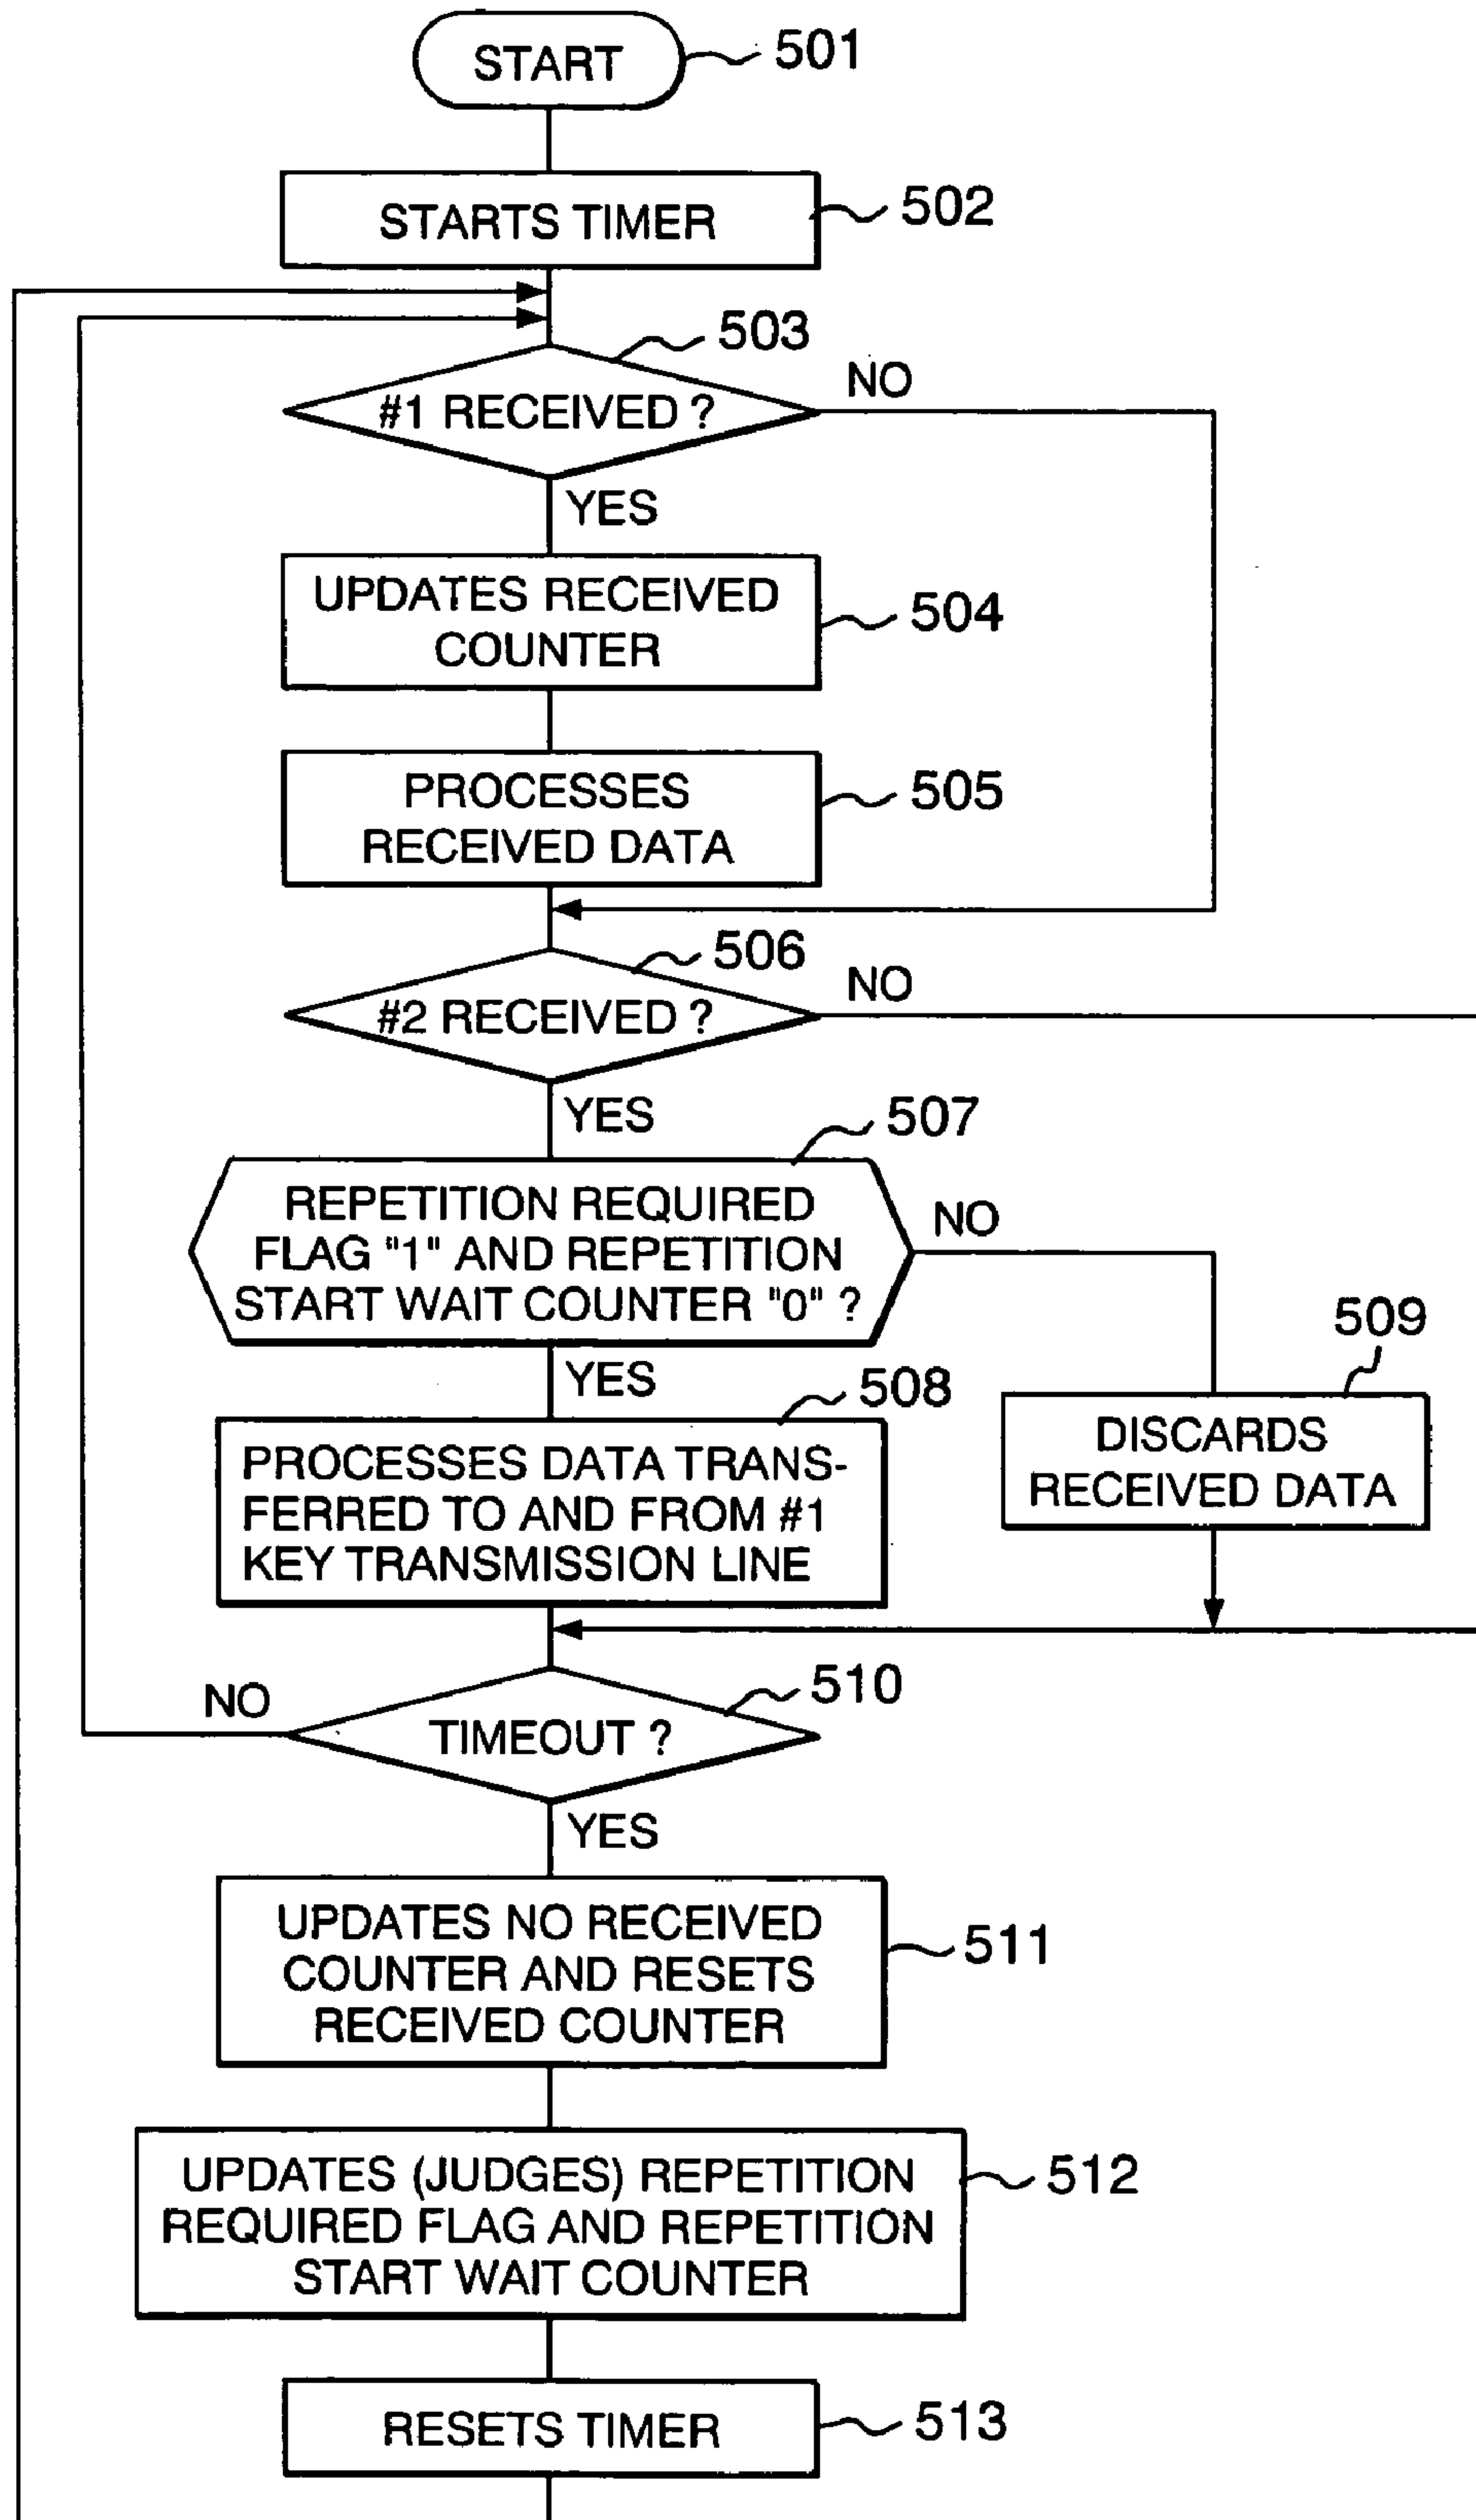 START
501
STARTS TIMER
502
503
#1 RECEIVED ?
NO
YES
UPDATES RECEIVED
COUNTER
504
PROCESSES
RECEIVED DATA
505
506
#2 RECEIVED ?
NO
YES
507
REPETITION REQUIRED
FLAG "1" AND REPETITION
START WAIT COUNTER "0" ?
NO
YES
508
509
PROCESSES DATA TRANS-
FERRED TO AND FROM #1
KEY TRANSMISSION LINE
DISCARDS
RECEIVED DATA
510
NO
TIMEOUT ?
YES
UPDATES NO RECEIVED
COUNTER AND RESETS
RECEIVED COUNTER
511
UPDATES (JUDGES) REPETITION
REQUIRED FLAG AND REPETITION
START WAIT COUNTER
512
RESETS TIMER
513